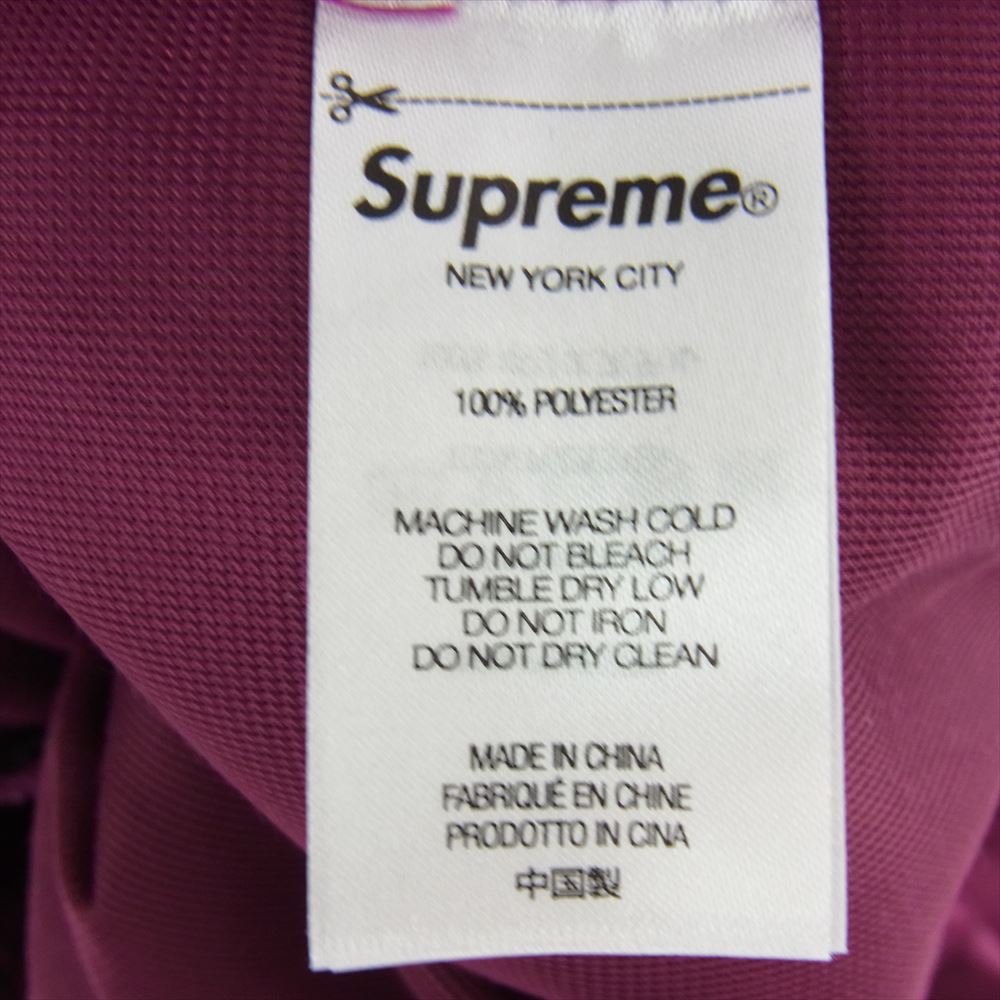 Supreme®
NEW YORK CITY
100% POLYESTER
MACHINE WASH COLD
DO NOT BLEACH
TUMBLE DRY LOW
DO NOT IRON
DO NOT DRY CLEAN
MADE IN CHINA
FABRIQUÉ EN CHINE
PRODOTTO IN CINA
中国製